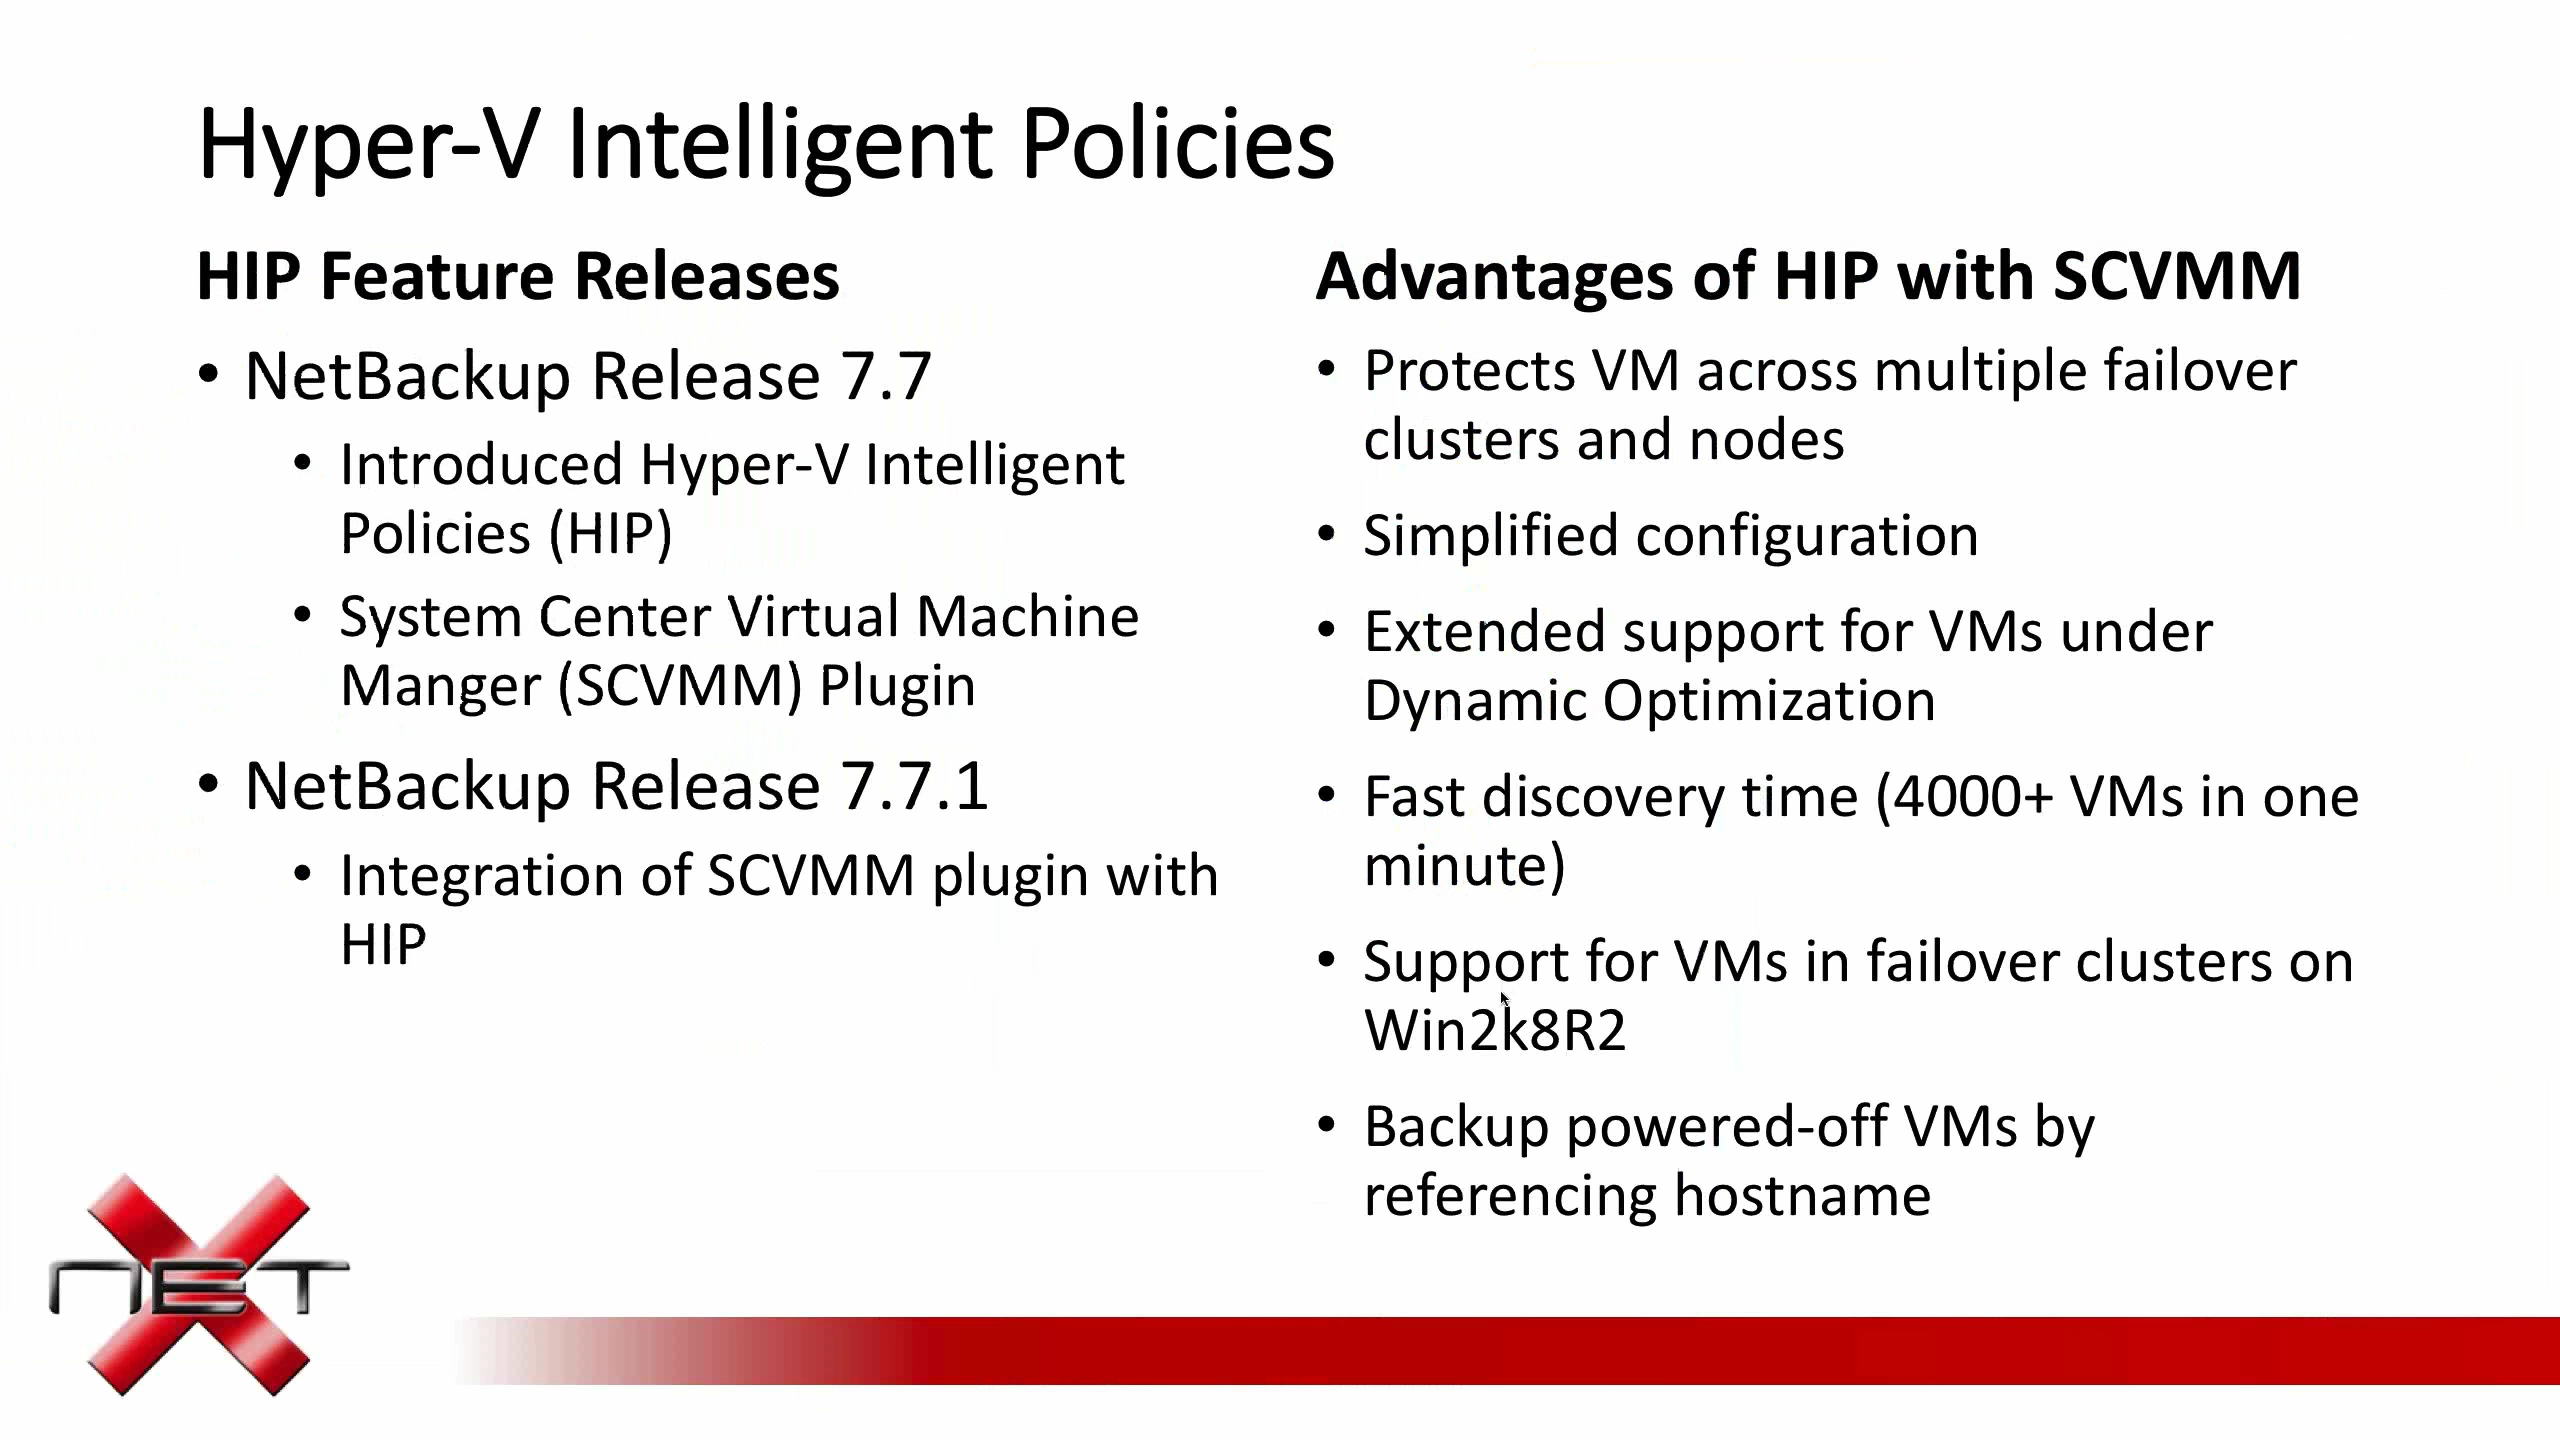 Hyper-V Intelligent Policies
HIP Feature Releases
• NetBackup Release 7.7
• Introduced Hyper-V Intelligent
Policies (HIP)
• System Center Virtual Machine
Manger (SCVMM) Plugin
• NetBackup Release 7.7.1
• Integration of SCVMM plugin with
HIP
Advantages of HIP with SCVMM
• Protects VM across multiple failover
clusters and nodes
• Simplified configuration
• Extended support for VMs under
Dynamic Optimization
• Fast discovery time (4000+ VMs in one
minute)
• Support for VMs in failover clusters on
Win2k8R2
• Backup powered-off VMs by
referencing hostname
NET X